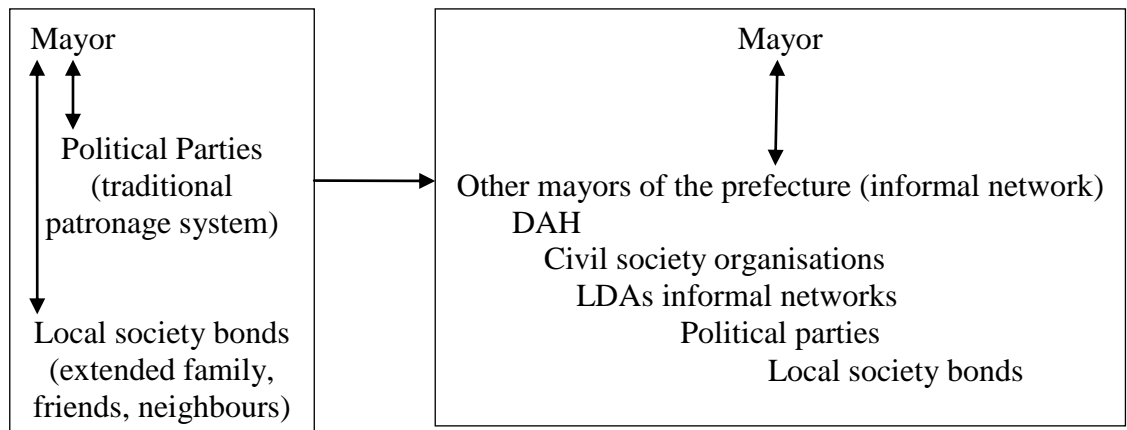 Mayor
Political Parties
(traditional
patronage system)
Local society bonds
(extended family,
friends, neighbours)
Mayor
Other mayors of the prefecture (informal network)
DAH
Civil society organisations
LDAs informal networks
Political parties
Local society bonds